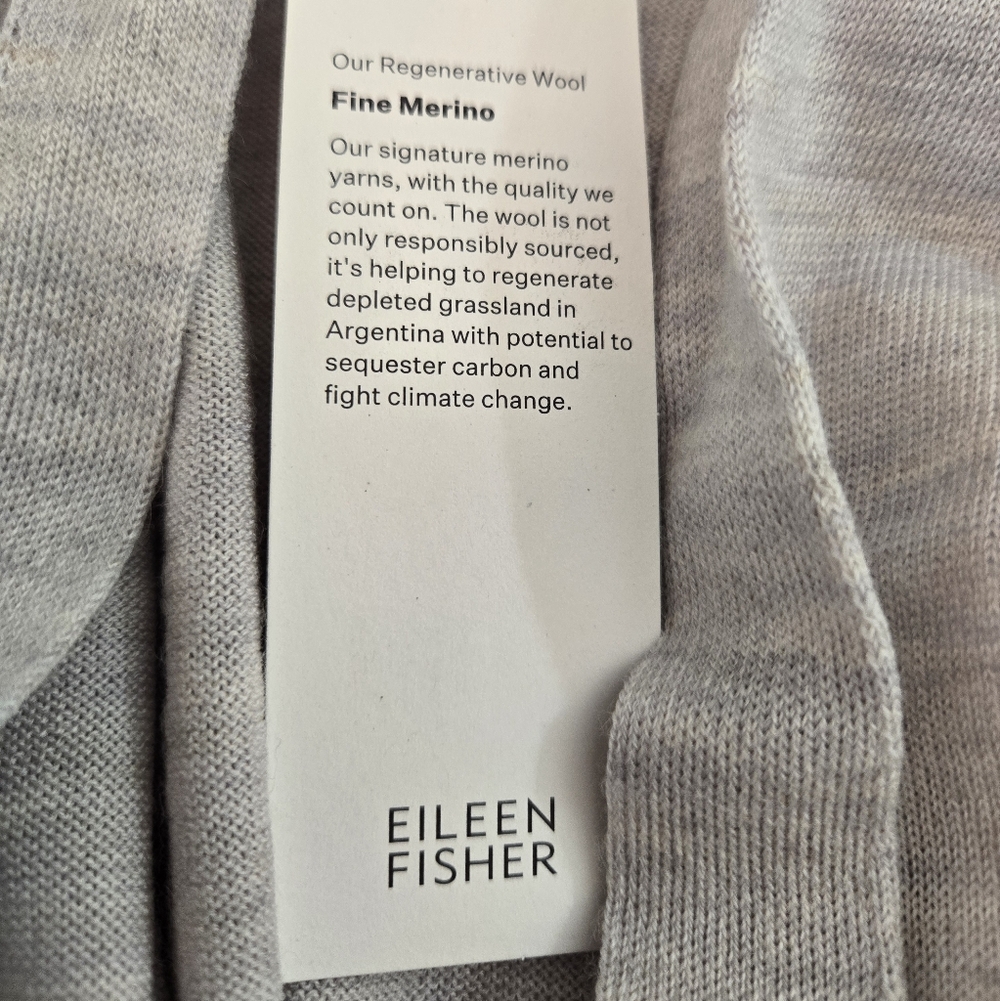 Our Regenerative Wool
Fine Merino
Our signature merino
yarns, with the quality we
count on. The wool is not
only responsibly sourced,
it's helping to regenerate
depleted grassland in
Argentina with potential to
sequester carbon and
fight climate change.
EILEEN
FISHER